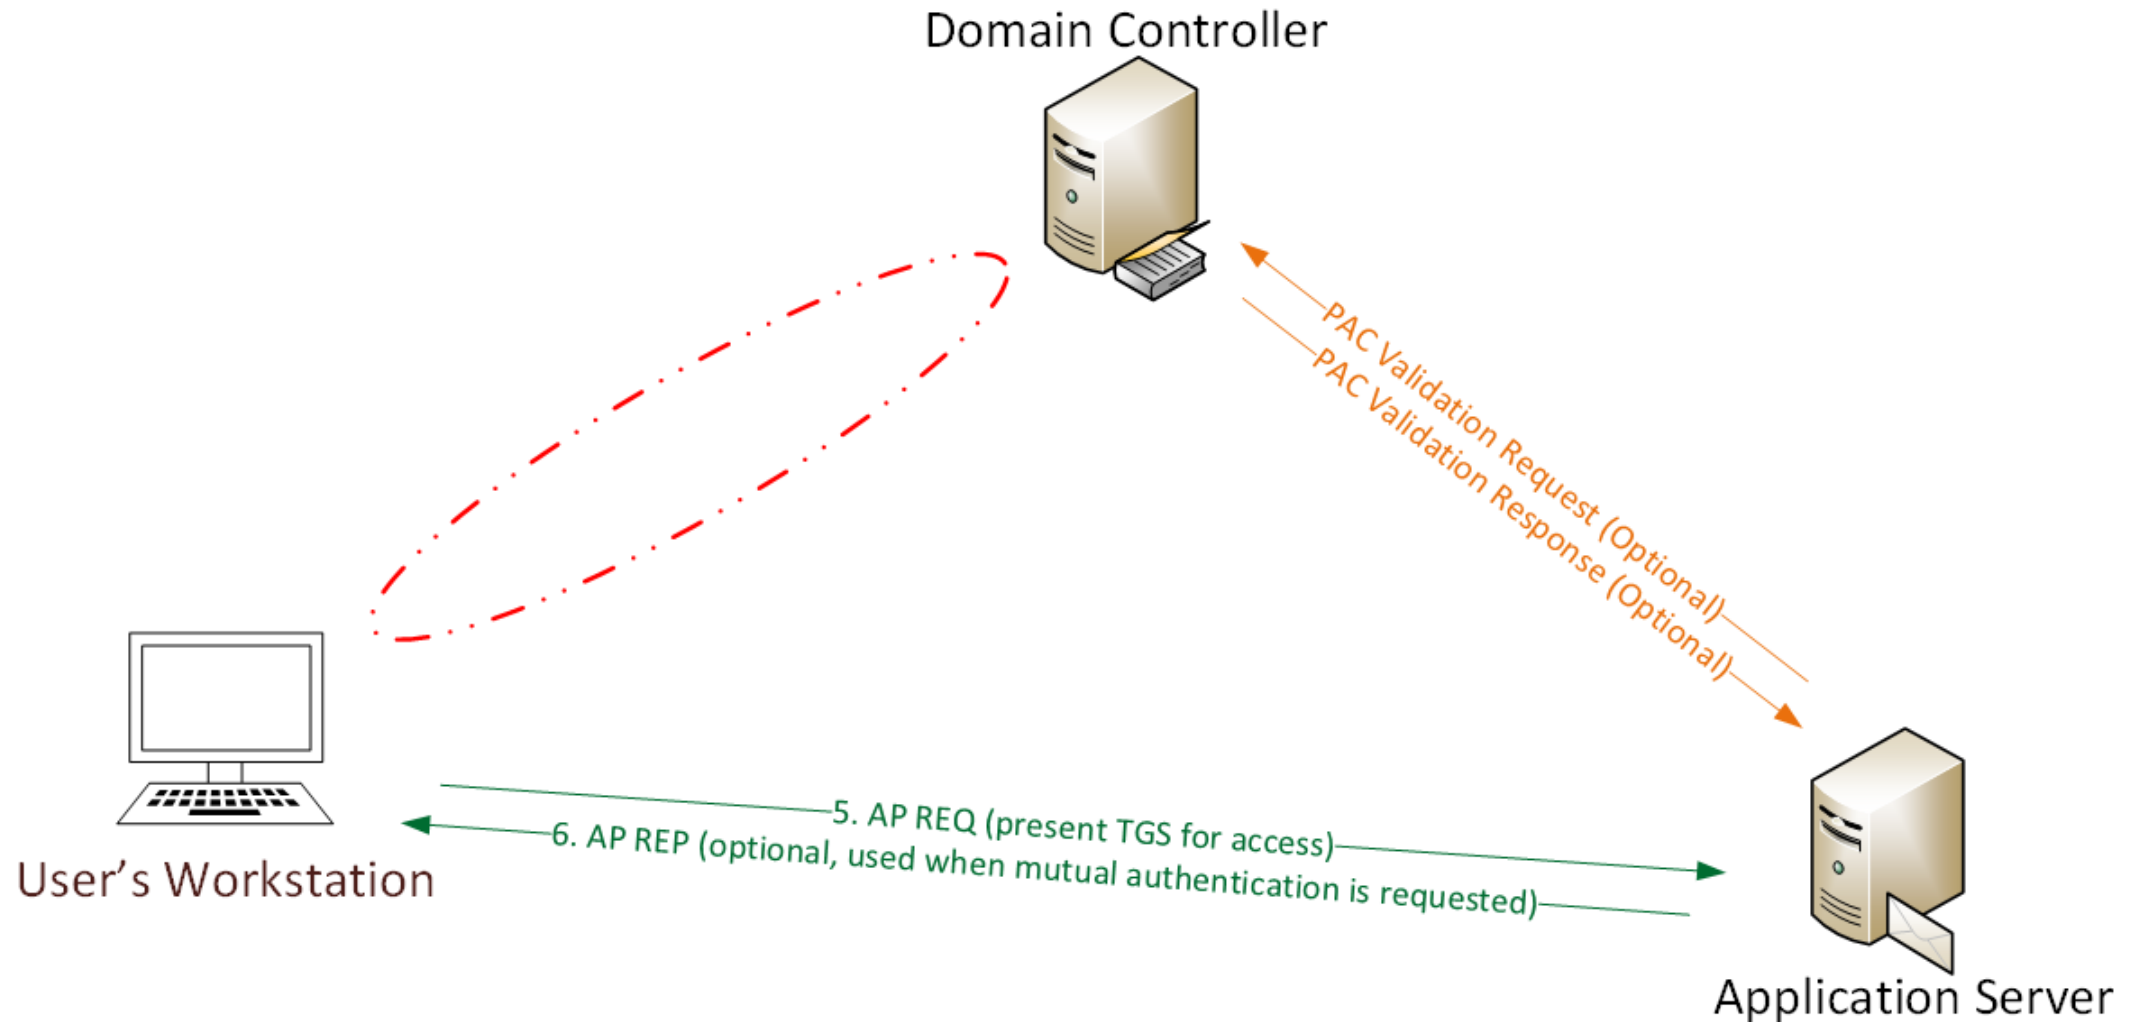 Domain Controller
PAC Validation Request (Optional)
PAC Validation Response (Optional)
5. AP REQ (present TGS for access)
6. AP REP (optional, used when mutual authentication is requested)
User’s Workstation
Application Server